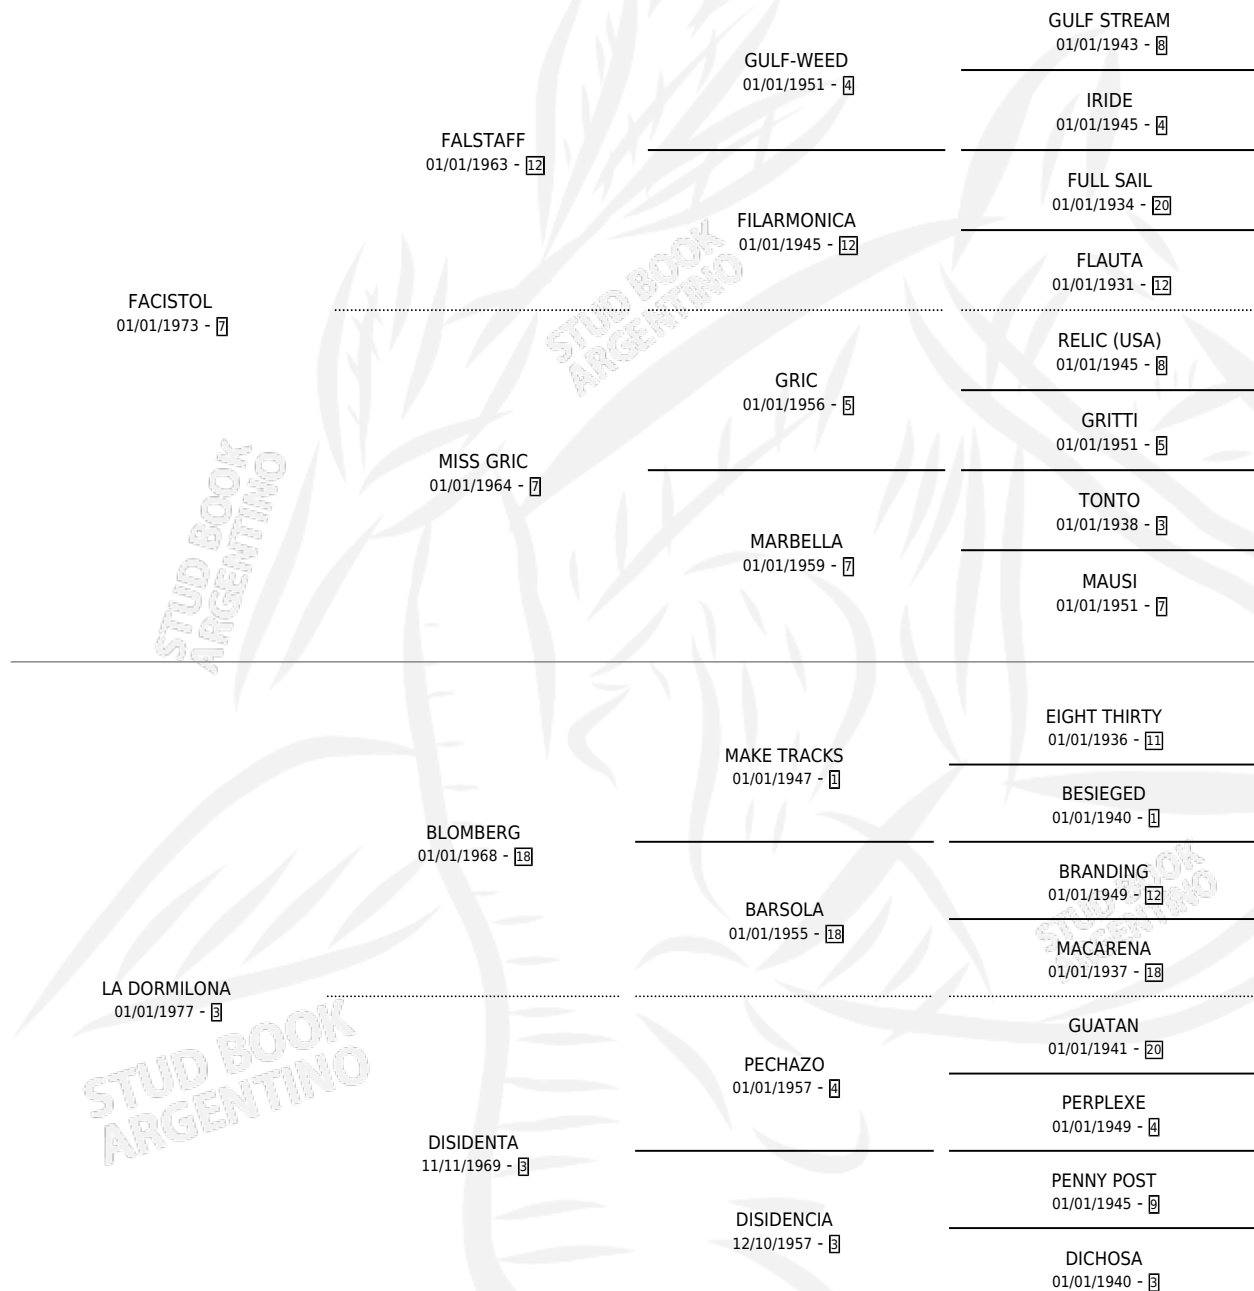 GULF STREAM
01/01/1943 - 8
GULF-WEED
01/01/1951 - 4
IRIDE
01/01/1945 - 4
FALSTAFF
01/01/1963 - 12
FULL SAIL
01/01/1934 - 20
FILARMONICA
01/01/1945 - 12
FLAUTA
01/01/1931 - 12
FACISTOL
01/01/1973 - 7
RELIC (USA)
01/01/1945 - 8
GRIC
01/01/1956 - 5
GRITTI
01/01/1951 - 5
MISS GRIC
01/01/1964 - 7
TONTO
01/01/1938 - 3
MARBELLA
01/01/1959 - 7
MAUSI
01/01/1951 - 7
EIGHT THIRTY
01/01/1936 - 11
MAKE TRACKS
01/01/1947 - 1
BESIEGED
01/01/1940 - 1
BLOMBERG
01/01/1968 - 18
BRANDING
01/01/1949 - 12
BARSOLA
01/01/1955 - 18
MACARENA
01/01/1937 - 18
LA DORMILONA
01/01/1977 - 3
GUATAN
01/01/1941 - 20
PECHAZO
01/01/1957 - 4
PERPLEXE
01/01/1949 - 4
DISIDENTA
11/11/1969 - 3
PENNY POST
01/01/1945 - 9
DISIDENCIA
12/10/1957 - 3
DICHOSA
01/01/1940 - 3
STUD BOOK
ARGENTINO
STUD BOOK
ARGENTINO
STUD BOOK
ARGENTINO
STUD BOOK
ARGENTINO